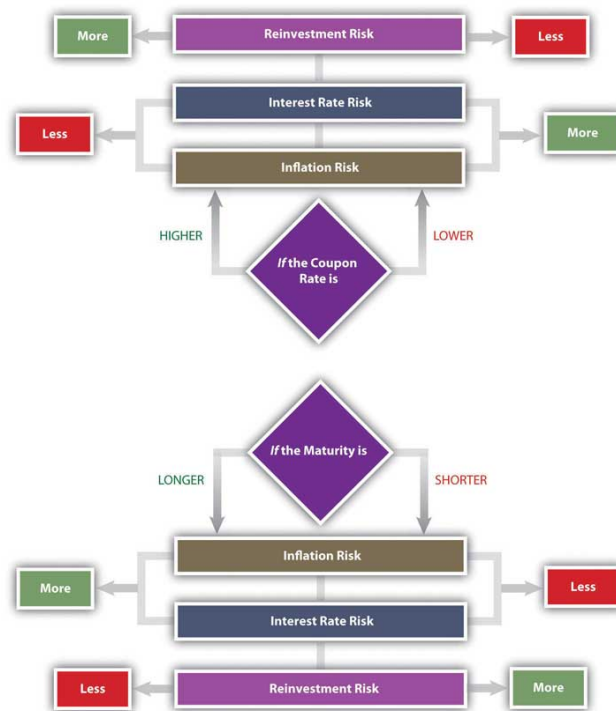 More
Reinvestment Risk
Less
Interest Rate Risk
Less
More
Inflation Risk
HIGHER
LOWER
If the Coupon
Rate is
If the Maturity is
LONGER
SHORTER
Inflation Risk
More
Less
Interest Rate Risk
Less
Reinvestment Risk
More